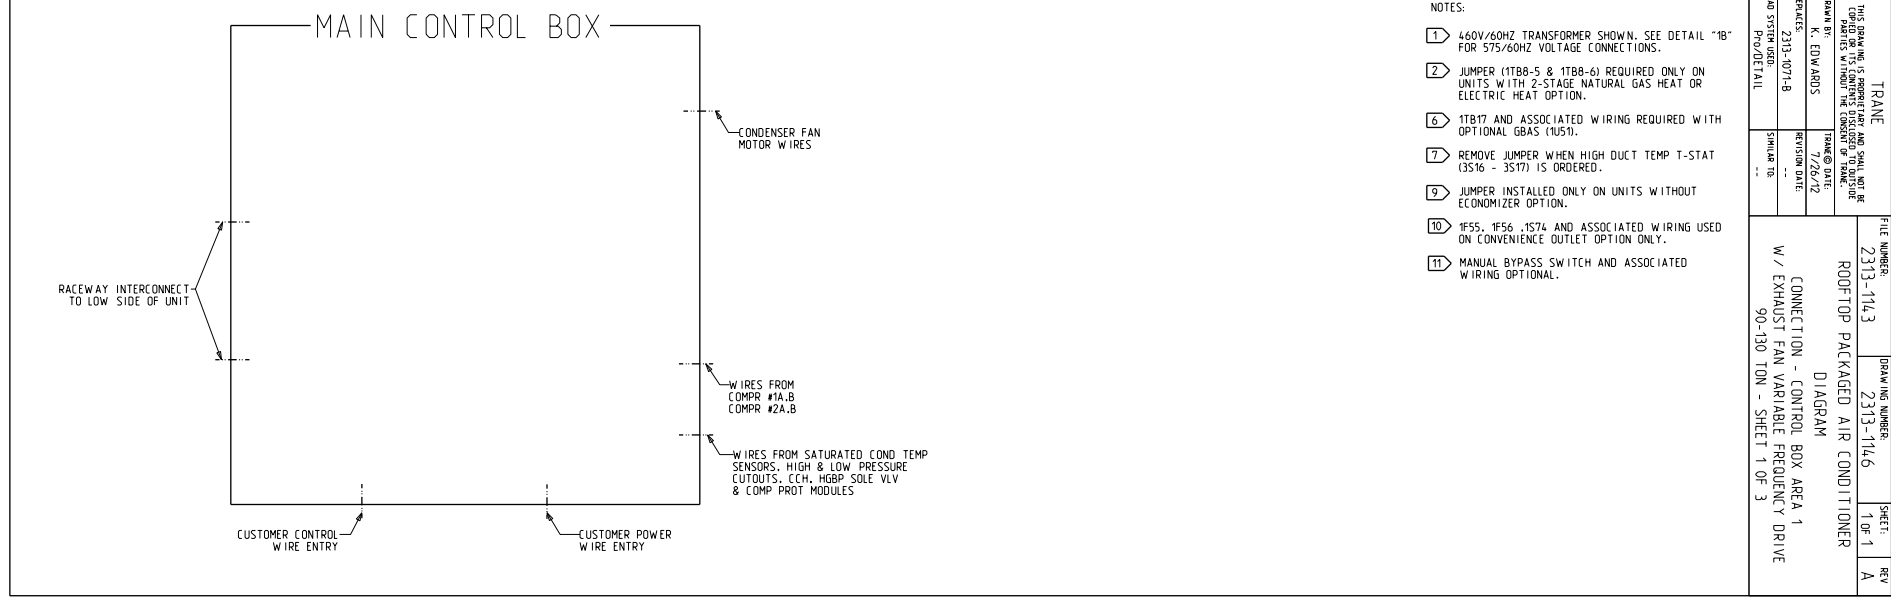 MAIN CONTROL BOX
CONDENSER FAN
MOTOR WIRES
RACEWAY INTERCONNECT
TO LOW SIDE OF UNIT
WIRES FROM
COMPR #1A,B
COMPR #2A,B
WIRES FROM SATURATED COND TEMP
SENSORS, HIGH & LOW PRESSURE
CUTOUTS, CCH, HGBP SOLE VLV
& COMP PROT MODULES
CUSTOMER CONTROL
WIRE ENTRY
CUSTOMER POWER
WIRE ENTRY
NOTES:
1 460V/60HZ TRANSFORMER SHOWN. SEE DETAIL "1B"
FOR 575/60HZ VOLTAGE CONNECTIONS.
2 JUMPER (1TB8-5 & 1TB8-6) REQUIRED ONLY ON
UNITS WITH 2-STAGE NATURAL GAS HEAT OR
ELECTRIC HEAT OPTION.
6 1TB17 AND ASSOCIATED WIRING REQUIRED WITH
OPTIONAL GBAS (1U51).
7 REMOVE JUMPER WHEN HIGH DUCT TEMP T-STAT
(3S16 - 3S17) IS ORDERED.
9 JUMPER INSTALLED ONLY ON UNITS WITHOUT
ECONOMIZER OPTION.
10 1F55, 1F56 ,1S74 AND ASSOCIATED WIRING USED
ON CONVENIENCE OUTLET OPTION ONLY.
11 MANUAL BYPASS SWITCH AND ASSOCIATED
WIRING OPTIONAL.
TRANE
THIS DRAWING IS PROPRIETARY AND SHALL NOT BE
COPIED OR ITS CONTENTS DISCLOSED TO OUTSIDE
PARTIES WITHOUT THE CONSENT OF TRANE.
RAWN BY:
K. EDWARDS
TRANE© DATE:
7/26/12
EPLACES:
2313-1071-B
REVISION DATE:
--
AD SYSTEM USED:
Pro/DETAIL
SIMILAR TO:
--
FILE NUMBER:
2313-1143
DRAWING NUMBER:
2313-1146
SHEET:
1 OF 1
REV
A
ROOFTOP PACKAGED AIR CONDITIONER
DIAGRAM
CONNECTION - CONTROL BOX AREA 1
W/ EXHAUST FAN VARIABLE FREQUENCY DRIVE
90-130 TON - SHEET 1 OF 3